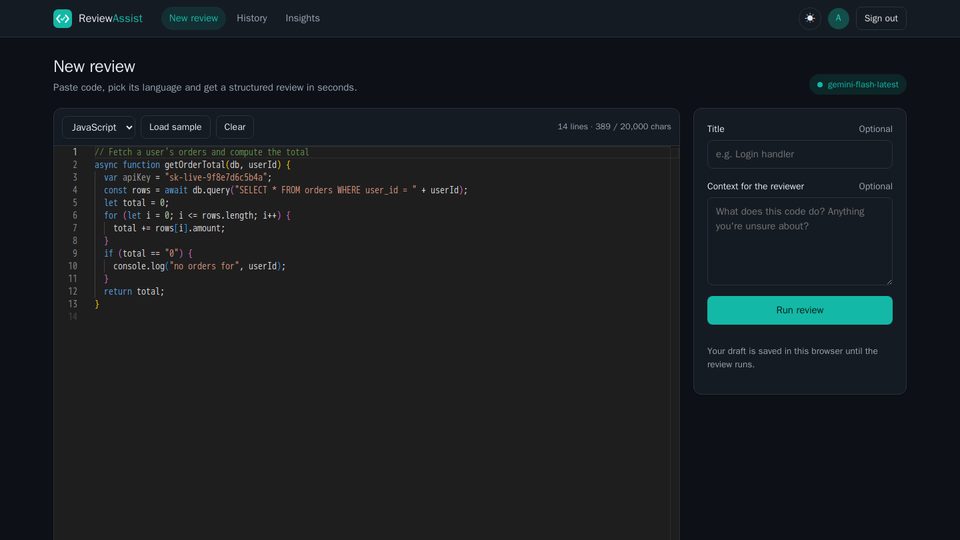 ReviewAssist New review History Insights A Sign out
New review
Paste code, pick its language and get a structured review in seconds.
gemini-flash-latest
JavaScript Load sample Clear 14 lines · 389 / 20,000 chars
1 // Fetch a user's orders and compute the total
2 async function getOrderTotal(db, userId) {
3 var apiKey = "sk-live-9f8e7d6c5b4a";
4 const rows = await db.query("SELECT * FROM orders WHERE user_id = " + userId);
5 let total = 0;
6 for (let i = 0; i <= rows.length; i++) {
7 total += rows[i].amount;
8 }
9 if (total == "0") {
10 console.log("no orders for", userId);
11 }
12 return total;
13 }
14
Title Optional
e.g. Login handler
Context for the reviewer Optional
What does this code do? Anything
you're unsure about?
Run review
Your draft is saved in this browser until the
review runs.